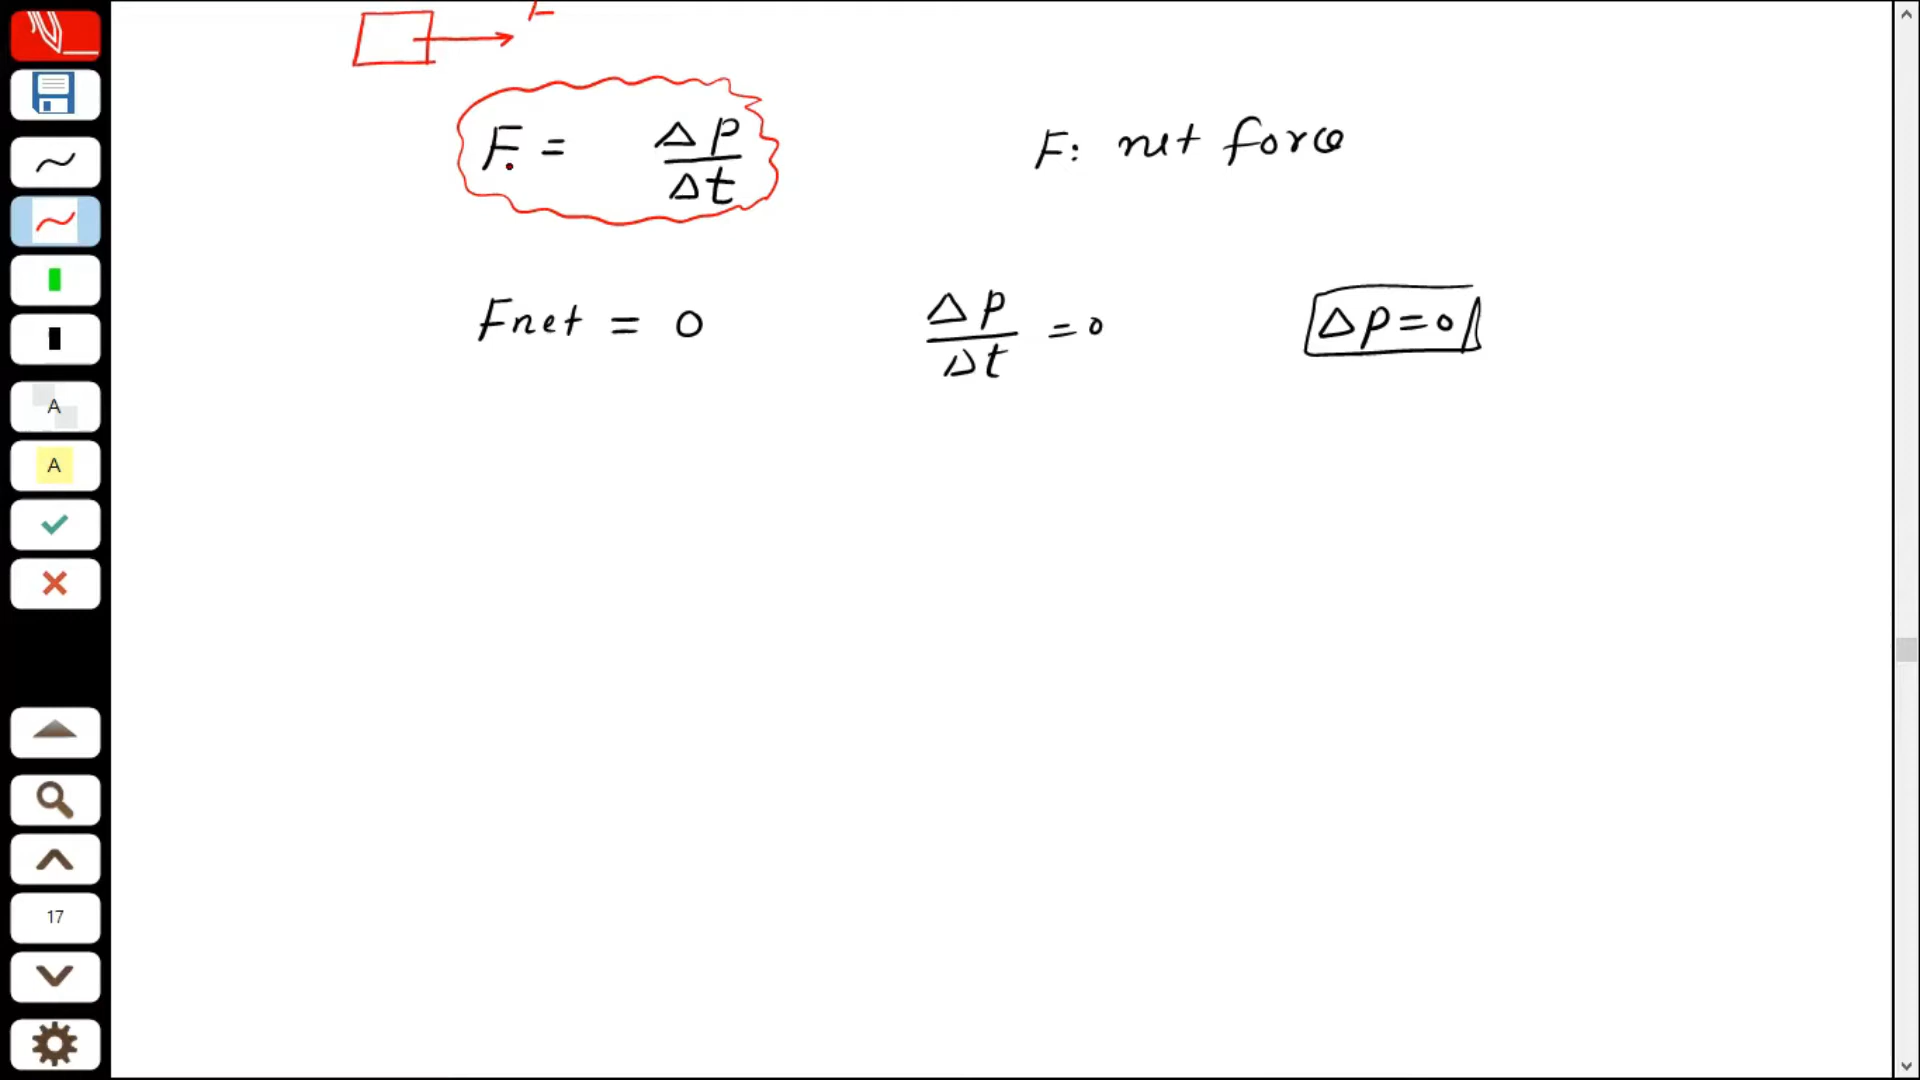 F
F = Δp/Δt
F: net force
Fnet = 0
Δp/Δt = 0
Δp = 0
A
A
17